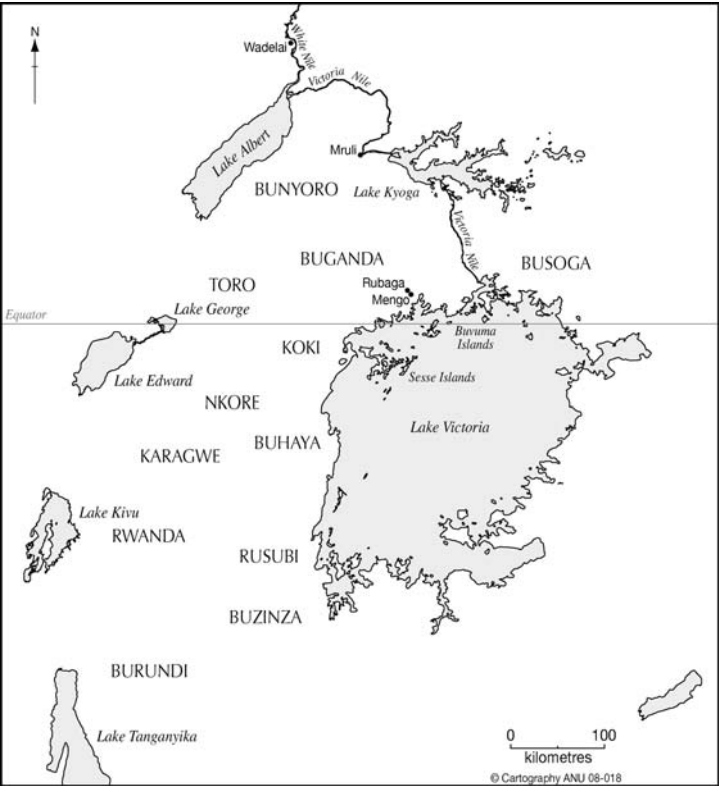 N
Wadelai
White Nile
Victoria Nile
Lake Albert
Mruli
BUNYORO
Lake Kyoga
Victoria Nile
BUGANDA
BUSOGA
TORO
Rubaga
Mengo
Lake George
Equator
Buvuma
Islands
KOKI
Lake Edward
Sesse Islands
NKORE
Lake Victoria
BUHAYA
KARAGWE
Lake Kivu
RWANDA
RUSUBI
BUZINZA
BURUNDI
Lake Tanganyika
0 100
kilometres
© Cartography ANU 08-018